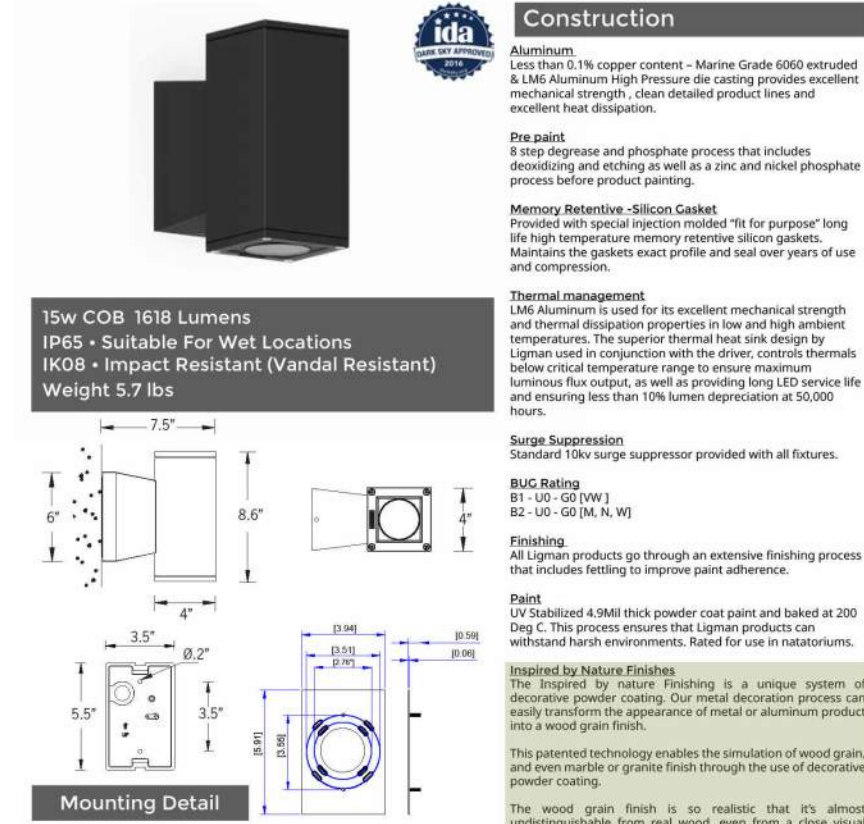 ida
DARK SKY APPROVED
2016
15w COB 1618 Lumens
IP65 • Suitable For Wet Locations
IK08 • Impact Resistant (Vandal Resistant)
Weight 5.7 lbs
7.5"
6"
8.6"
4"
4"
3.5"
Ø.2"
5.5"
3.5"
UP
[3.94]
[3.51]
[2.76"]
[0.59]
[0.06]
[5.91]
[3.56]
Mounting Detail
Construction
Aluminum
Less than 0.1% copper content – Marine Grade 6060 extruded
& LM6 Aluminum High Pressure die casting provides excellent
mechanical strength , clean detailed product lines and
excellent heat dissipation.
Pre paint
8 step degrease and phosphate process that includes
deoxidizing and etching as well as a zinc and nickel phosphate
process before product painting.
Memory Retentive -Silicon Gasket
Provided with special injection molded "fit for purpose" long
life high temperature memory retentive silicon gaskets.
Maintains the gaskets exact profile and seal over years of use
and compression.
Thermal management
LM6 Aluminum is used for its excellent mechanical strength
and thermal dissipation properties in low and high ambient
temperatures. The superior thermal heat sink design by
Ligman used in conjunction with the driver, controls thermals
below critical temperature range to ensure maximum
luminous flux output, as well as providing long LED service life
and ensuring less than 10% lumen depreciation at 50,000
hours.
Surge Suppression
Standard 10kv surge suppressor provided with all fixtures.
BUG Rating
B1 - U0 - G0 [VW ]
B2 - U0 - G0 [M, N, W]
Finishing
All Ligman products go through an extensive finishing process
that includes fettling to improve paint adherence.
Paint
UV Stabilized 4.9Mil thick powder coat paint and baked at 200
Deg C. This process ensures that Ligman products can
withstand harsh environments. Rated for use in natatoriums.
Inspired by Nature Finishes
The Inspired by nature Finishing is a unique system of
decorative powder coating. Our metal decoration process can
easily transform the appearance of metal or aluminum product
into a wood grain finish.
This patented technology enables the simulation of wood grain,
and even marble or granite finish through the use of decorative
powder coating.
The wood grain finish is so realistic that it's almost
undistinguishable from real wood, even from a close visual